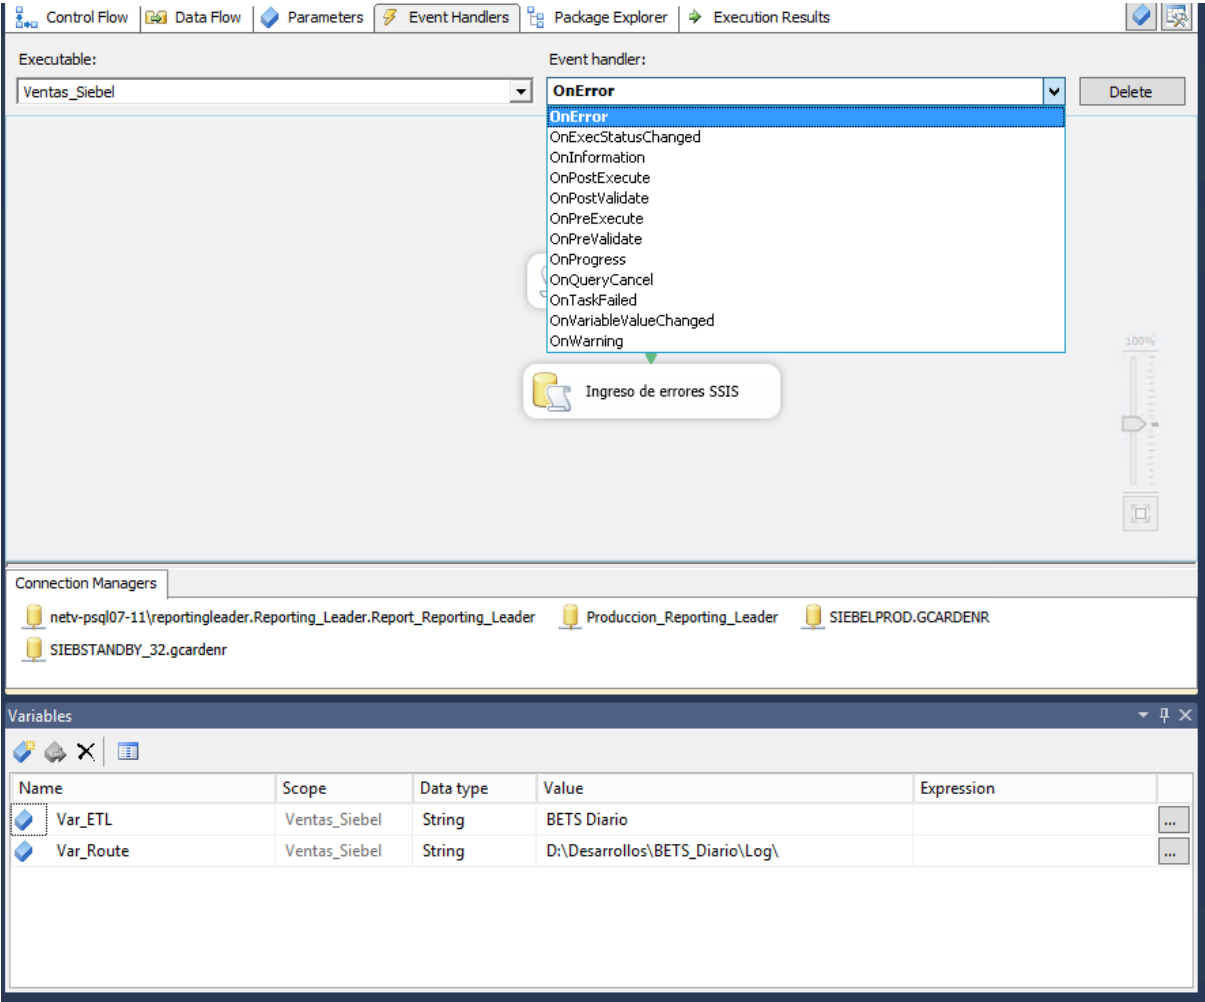 Control Flow Data Flow Parameters Event Handlers Package Explorer Execution Results
Executable: Event handler:
Ventas_Siebel OnError Delete
OnError
OnExecStatusChanged
OnInformation
OnPostExecute
OnPostValidate
OnPreExecute
OnPreValidate
OnProgress
OnQueryCancel
OnTaskFailed
OnVariableValueChanged
OnWarning
100%
Ingreso de errores SSIS
Connection Managers
netv-psql07-11\reportingleader.Reporting_Leader.Report_Reporting_Leader Produccion_Reporting_Leader SIEBELPROD.GCARDENR
SIEBSTANDBY_32.gcardenr
Variables
Name Scope Data type Value Expression
Var_ETL Ventas_Siebel String BETS Diario ...
Var_Route Ventas_Siebel String D:\Desarrollos\BETS_Diario\Log\ ...